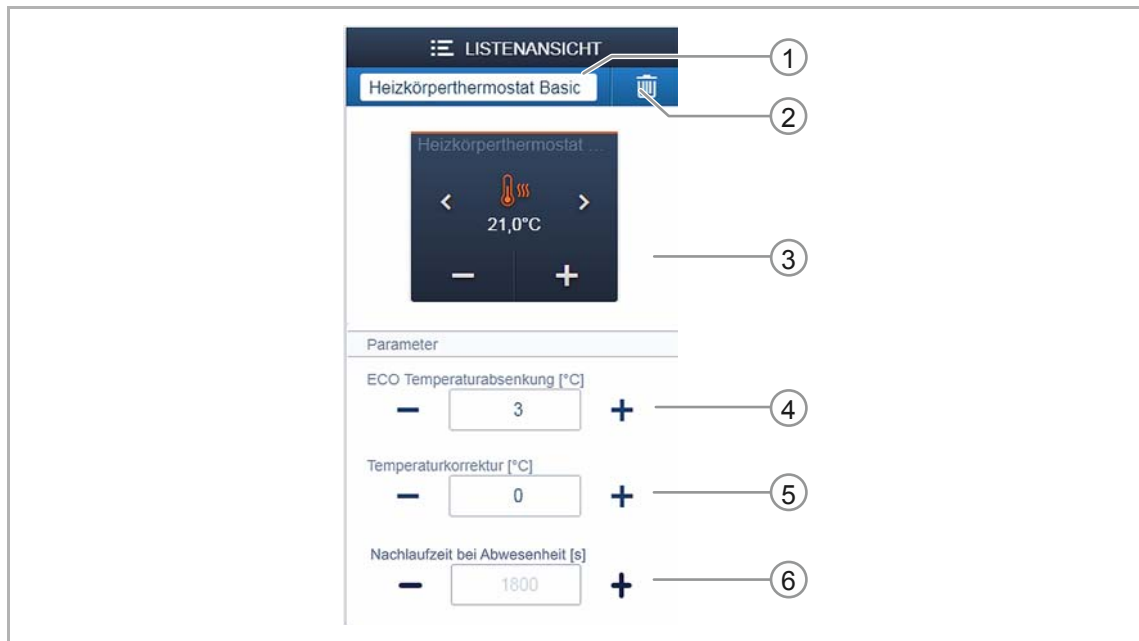 LISTENANSICHT
1
Heizkörperthermostat Basic
2
Heizkörperthermostat ...
21,0°C
3
Parameter
ECO Temperaturabsenkung [°C]
3
4
Temperaturkorrektur [°C]
0
5
Nachlaufzeit bei Abwesenheit [s]
1800
6